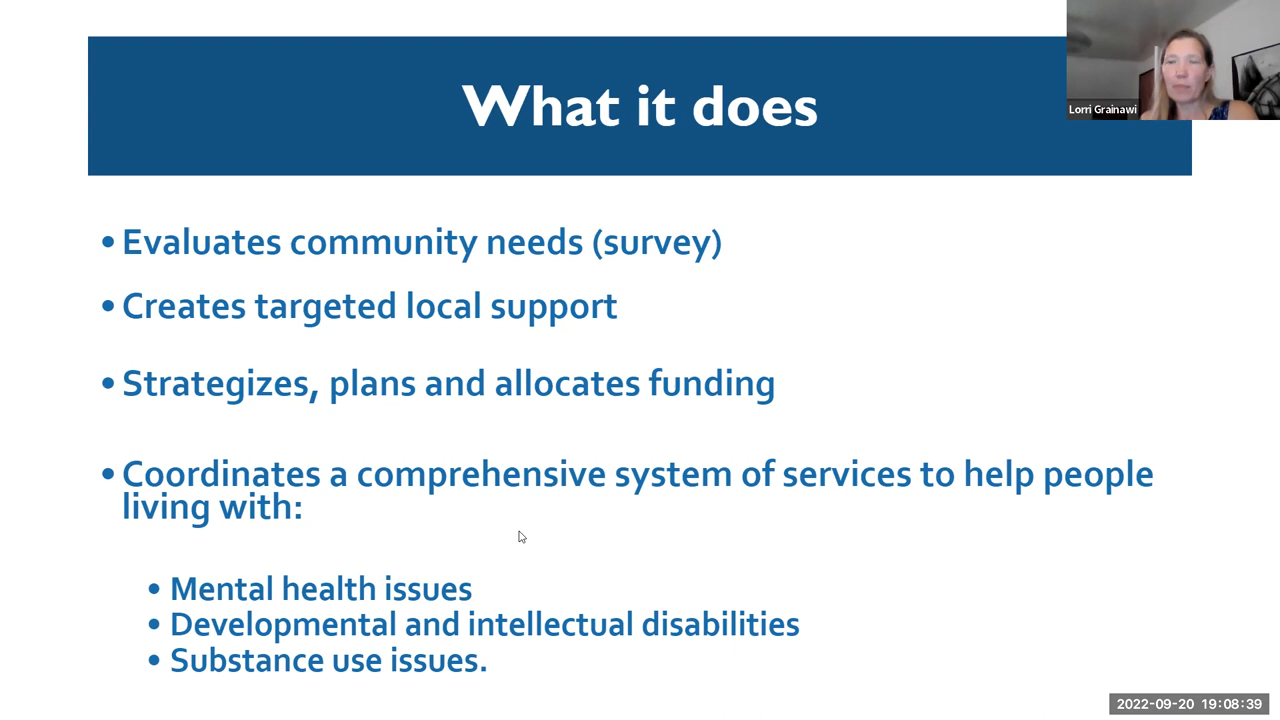 What it does
Lorri Grainawi
• Evaluates community needs (survey)
• Creates targeted local support
• Strategizes, plans and allocates funding
• Coordinates a comprehensive system of services to help people
living with:
• Mental health issues
• Developmental and intellectual disabilities
• Substance use issues.
2022-09-20 19:08:39